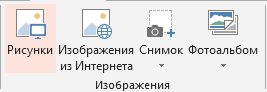 Рисунки Изображения Снимок Фотоальбом
из Интернета
Изображения